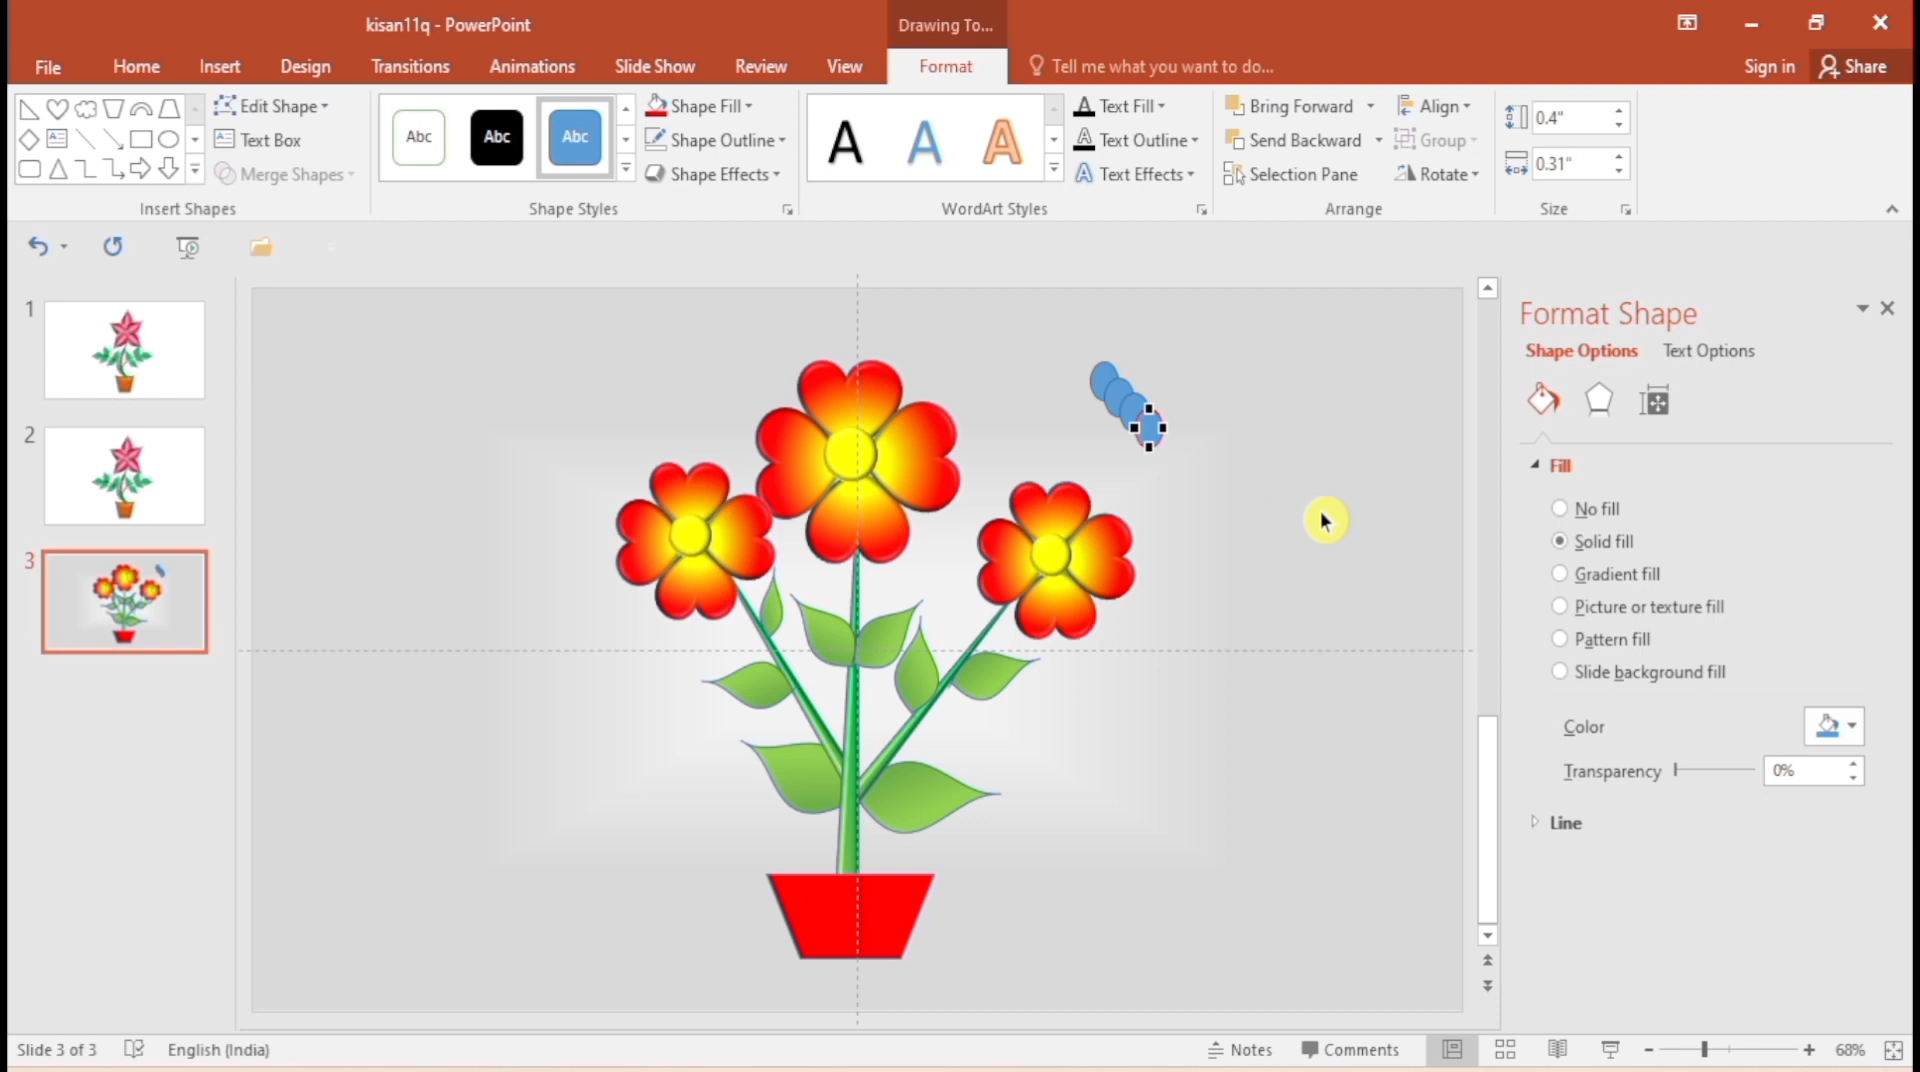 kisan11q - PowerPoint
Drawing To...
File Home Insert Design Transitions Animations Slide Show Review View Format Tell me what you want to do... Sign in Share
Edit Shape
Text Box
Merge Shapes
Insert Shapes
Abc Abc Abc
Shape Fill
Shape Outline
Shape Effects
Shape Styles
A A A
Text Fill
Text Outline
Text Effects
WordArt Styles
Bring Forward
Send Backward
Selection Pane
Align
Group
Rotate
Arrange
0.4"
0.31"
Size
1
2
3
Format Shape
Shape Options Text Options
Fill
No fill
Solid fill
Gradient fill
Picture or texture fill
Pattern fill
Slide background fill
Color
Transparency 0%
Line
Slide 3 of 3 English (India) Notes Comments 68%